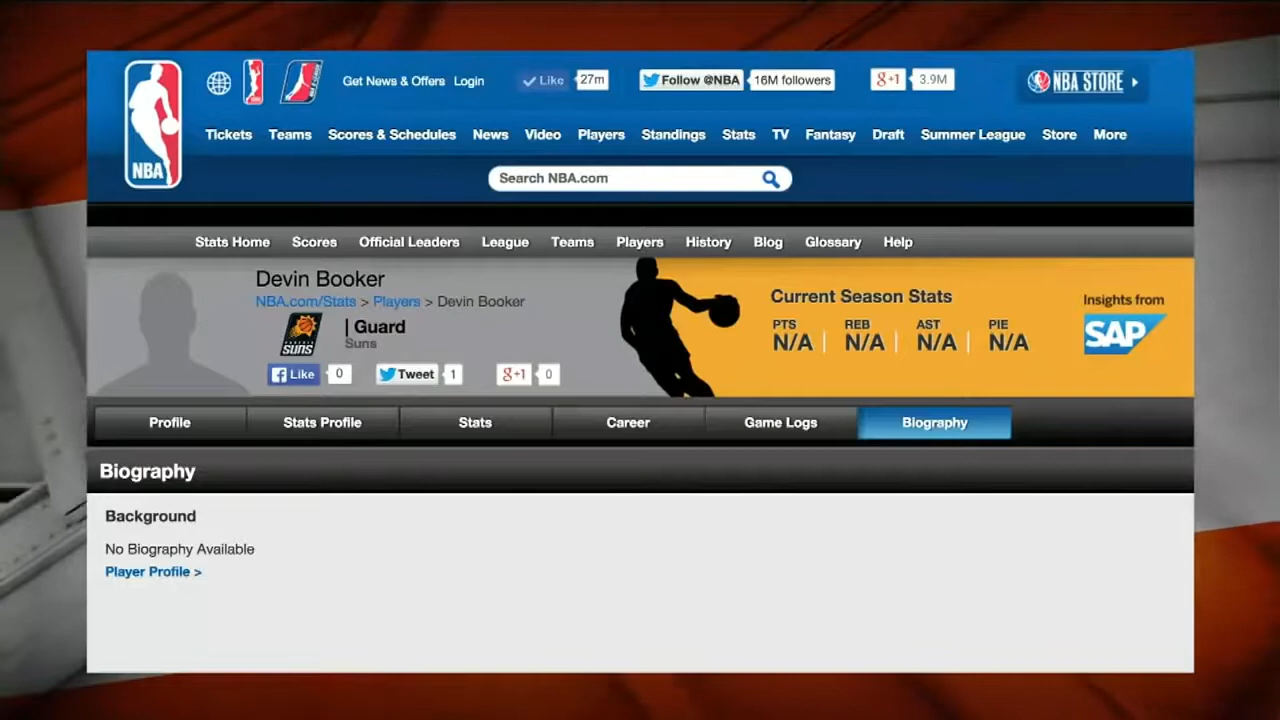 Get News & Offers Login Like 27m Follow @NBA 16M followers g+1 3.9M NBA STORE
NBA
Tickets Teams Scores & Schedules News Video Players Standings Stats TV Fantasy Draft Summer League Store More
Search NBA.com
Stats Home Scores Official Leaders League Teams Players History Blog Glossary Help
Devin Booker
NBA.com/Stats > Players > Devin Booker
SUNS
| Guard
Suns
Like 0 Tweet 1 g+1 0
Current Season Stats
PTS REB AST PIE
N/A N/A N/A N/A
Insights from
SAP
Profile Stats Profile Stats Career Game Logs Biography
Biography
Background
No Biography Available
Player Profile >